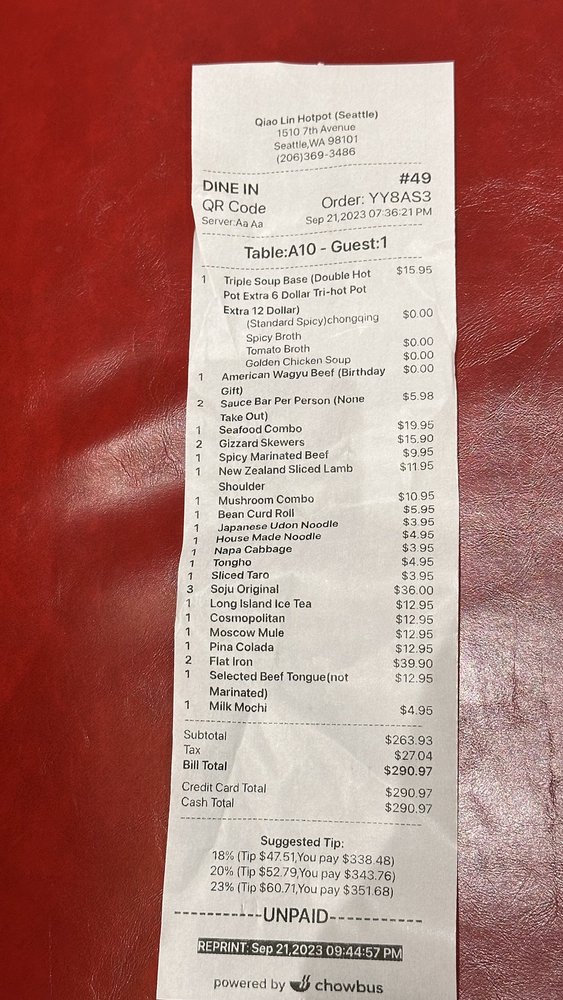 Qiao Lin Hotpot (Seattle)
1510 7th Avenue
Seattle,WA 98101
(206)369-3486
DINE IN #49
QR Code Order: YY8AS3
Server:Aa Aa Sep 21,2023 07:36:21 PM
Table:A10 - Guest:1
1 Triple Soup Base (Double Hot $15.95
Pot Extra 6 Dollar Tri-hot Pot
Extra 12 Dollar)
(Standard Spicy)chongqing $0.00
Spicy Broth
Tomato Broth $0.00
Golden Chicken Soup $0.00
1 American Wagyu Beef (Birthday $0.00
Gift)
2 Sauce Bar Per Person (None $5.98
Take Out)
1 Seafood Combo $19.95
2 Gizzard Skewers $15.90
1 Spicy Marinated Beef $9.95
1 New Zealand Sliced Lamb $11.95
Shoulder
1 Mushroom Combo $10.95
1 Bean Curd Roll $5.95
1 Japanese Udon Noodle $3.95
1 House Made Noodle $4.95
1 Napa Cabbage $3.95
1 Tongho $4.95
1 Sliced Taro $3.95
3 Soju Original $36.00
1 Long Island Ice Tea $12.95
1 Cosmopolitan $12.95
1 Moscow Mule $12.95
1 Pina Colada $12.95
2 Flat Iron $39.90
1 Selected Beef Tongue(not $12.95
Marinated)
1 Milk Mochi $4.95
Subtotal $263.93
Tax $27.04
Bill Total $290.97
Credit Card Total $290.97
Cash Total $290.97
Suggested Tip:
18% (Tip $47.51,You pay $338.48)
20% (Tip $52.79,You pay $343.76)
23% (Tip $60.71,You pay $351.68)
UNPAID
REPRINT: Sep 21,2023 09:44:57 PM
powered by chowbus